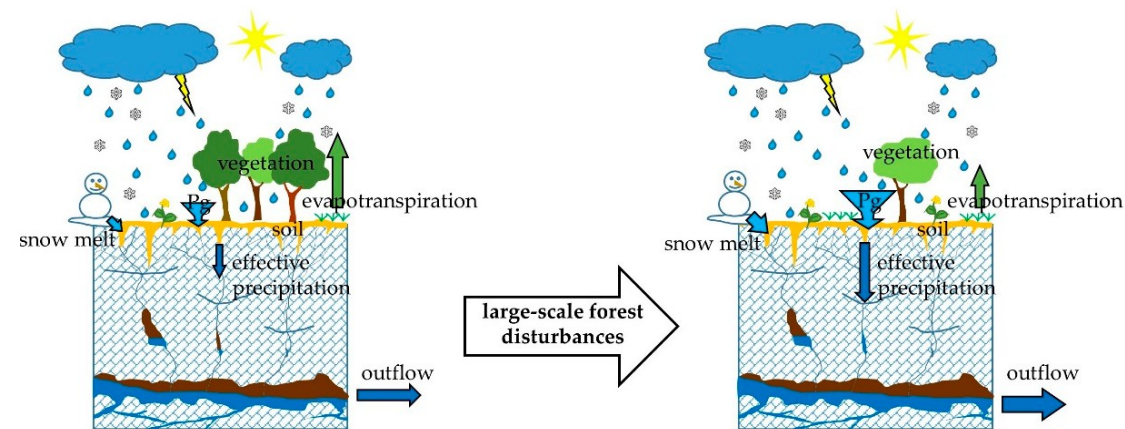 vegetation
Pg
evapotranspiration
soil
snow melt
effective
precipitation
outflow
large-scale forest
disturbances
vegetation
Pg
evapotranspiration
soil
snow melt
effective
precipitation
outflow